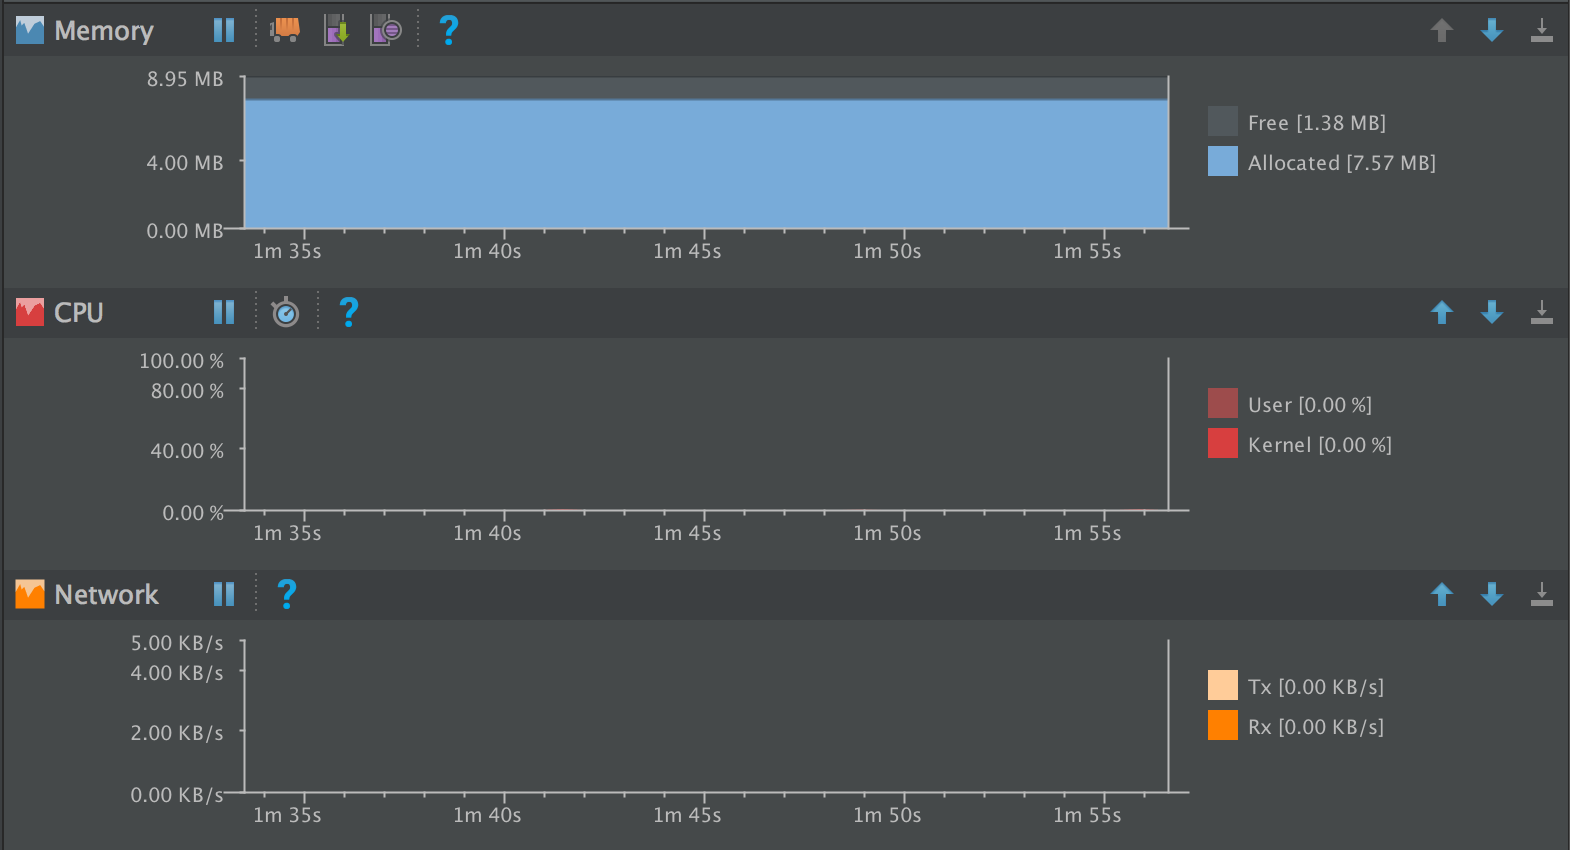 Memory ?
8.95 MB
4.00 MB
0.00 MB
Free [1.38 MB]
Allocated [7.57 MB]
1m 35s 1m 40s 1m 45s 1m 50s 1m 55s
CPU ?
100.00 %
80.00 %
40.00 %
0.00 %
User [0.00 %]
Kernel [0.00 %]
1m 35s 1m 40s 1m 45s 1m 50s 1m 55s
Network ?
5.00 KB/s
4.00 KB/s
2.00 KB/s
0.00 KB/s
Tx [0.00 KB/s]
Rx [0.00 KB/s]
1m 35s 1m 40s 1m 45s 1m 50s 1m 55s